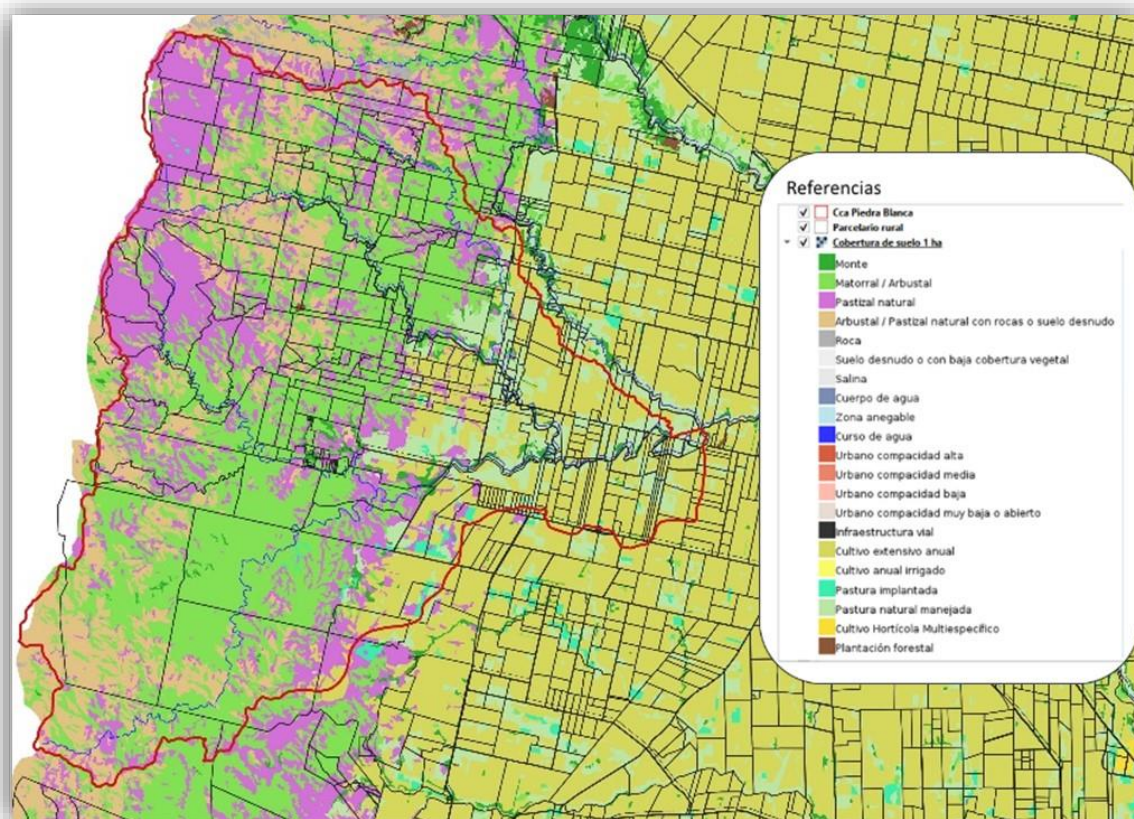 Referencias
Cca Piedra Blanca
Parcelario rural
Cobertura de suelo 1 ha
Monte
Matorral / Arbustal
Pastizal natural
Arbustal / Pastizal natural con rocas o suelo desnudo
Roca
Suelo desnudo o con baja cobertura vegetal
Salina
Cuerpo de agua
Zona anegable
Curso de agua
Urbano compacidad alta
Urbano compacidad media
Urbano compacidad baja
Urbano compacidad muy baja o abierto
Infraestructura vial
Cultivo extensivo anual
Cultivo anual irrigado
Pastura implantada
Pastura natural manejada
Cultivo Hortícola Multiespecífico
Plantación forestal